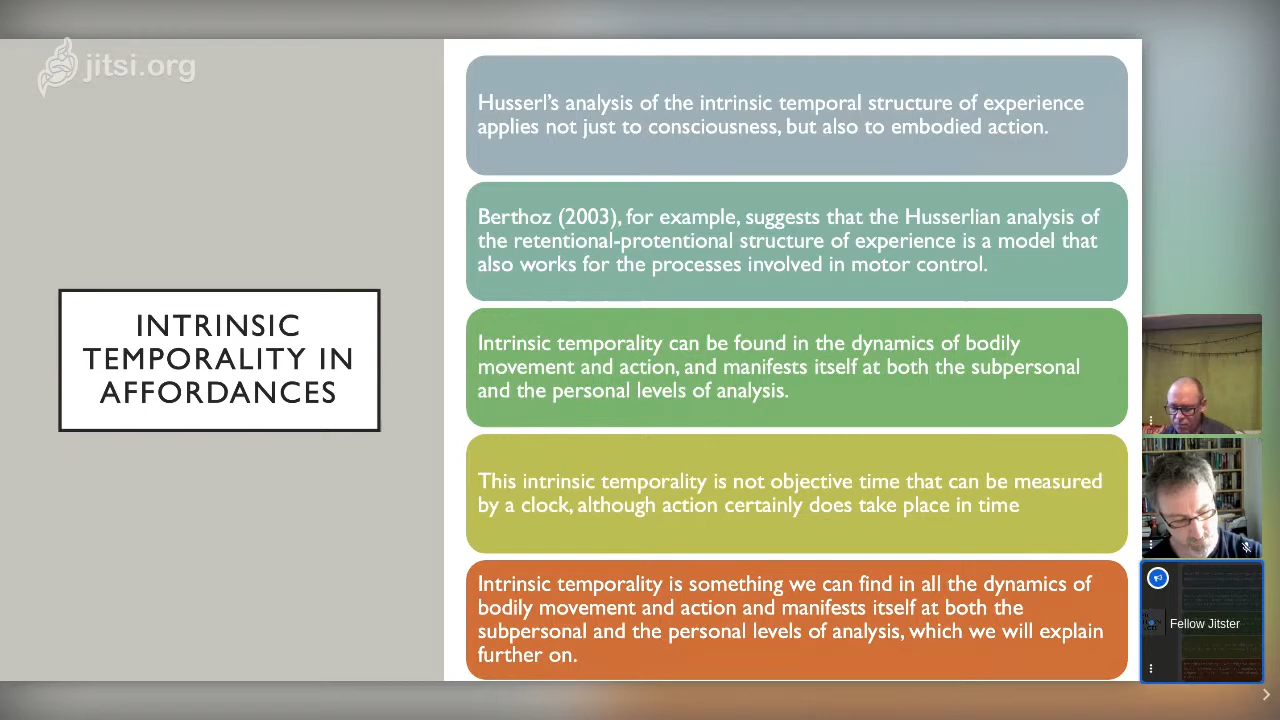 jitsi.org
INTRINSIC
TEMPORALITY IN
AFFORDANCES
Husserl's analysis of the intrinsic temporal structure of experience
applies not just to consciousness, but also to embodied action.
Berthoz (2003), for example, suggests that the Husserlian analysis of
the retentional-protentional structure of experience is a model that
also works for the processes involved in motor control.
Intrinsic temporality can be found in the dynamics of bodily
movement and action, and manifests itself at both the subpersonal
and the personal levels of analysis.
This intrinsic temporality is not objective time that can be measured
by a clock, although action certainly does take place in time
Intrinsic temporality is something we can find in all the dynamics of
bodily movement and action and manifests itself at both the
subpersonal and the personal levels of analysis, which we will explain
further on.
Fellow Jitster